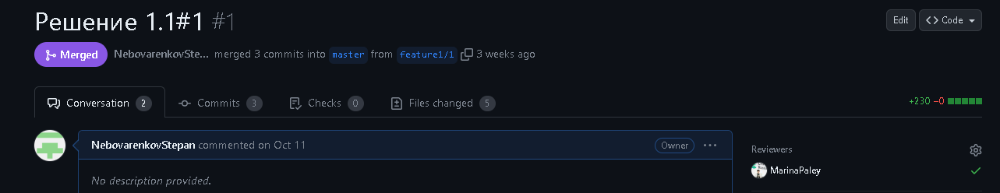 Решение 1.1#1 #1
Edit
Code
Merged
NebovarenkovSte... merged 3 commits into master from feature1/1 3 weeks ago
Conversation 2
Commits 3
Checks 0
Files changed 5
+230 −0
NebovarenkovStepan commented on Oct 11
Owner
No description provided.
Reviewers
MarinaPaley